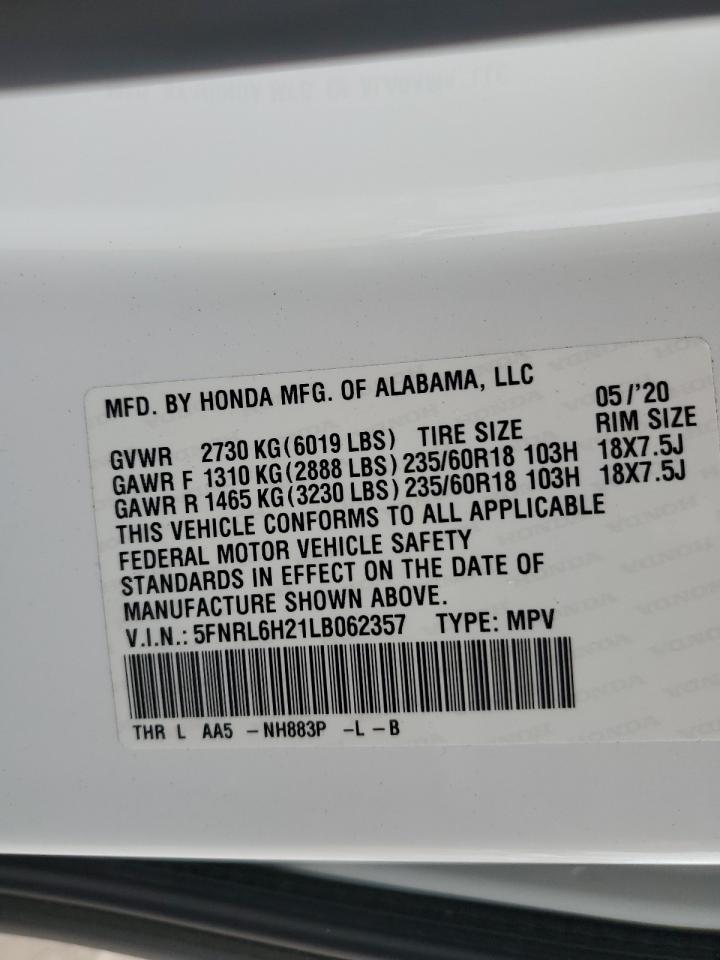 MFD. BY HONDA MFG. OF ALABAMA, LLC 05/'20
GVWR 2730 KG(6019 LBS) TIRE SIZE RIM SIZE
GAWR F 1310 KG(2888 LBS) 235/60R18 103H 18X7.5J
GAWR R 1465 KG(3230 LBS) 235/60R18 103H 18X7.5J
THIS VEHICLE CONFORMS TO ALL APPLICABLE
FEDERAL MOTOR VEHICLE SAFETY
STANDARDS IN EFFECT ON THE DATE OF
MANUFACTURE SHOWN ABOVE.
V.I.N.: 5FNRL6H21LB062357 TYPE: MPV
THR L AA5 -NH883P -L -B